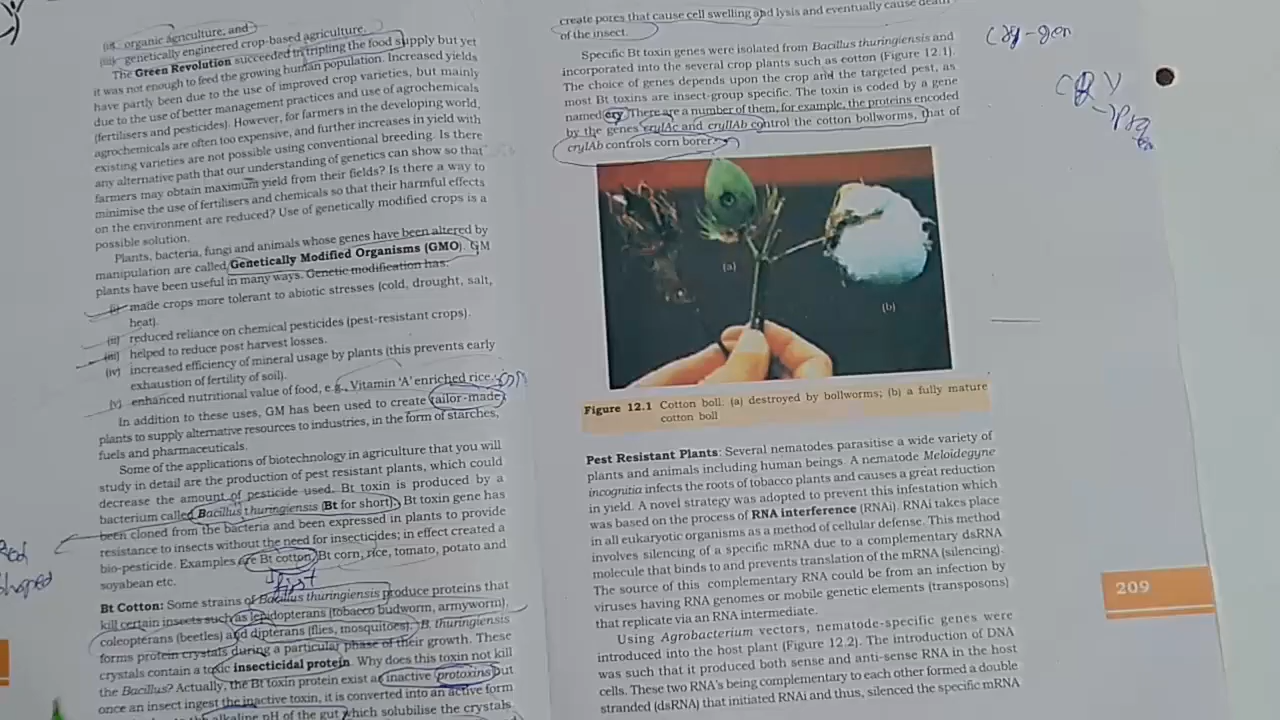 (ii) organic agriculture, and
(iii) genetically engineered crop-based agriculture.
The Green Revolution succeeded in tripling the food supply but yet
it was not enough to feed the growing human population. Increased yields
have partly been due to the use of improved crop varieties, but mainly
due to the use of better management practices and use of agrochemicals
(fertilisers and pesticides). However, for farmers in the developing world,
agrochemicals are often too expensive, and further increases in yield with
existing varieties are not possible using conventional breeding. Is there
any alternative path that our understanding of genetics can show so that
farmers may obtain maximum yield from their fields? Is there a way to
minimise the use of fertilisers and chemicals so that their harmful effects
on the environment are reduced? Use of genetically modified crops is a
possible solution.
Plants, bacteria, fungi and animals whose genes have been altered by
manipulation are called Genetically Modified Organisms (GMO). GM
plants have been useful in many ways. Genetic modification has:
(i) made crops more tolerant to abiotic stresses (cold, drought, salt,
heat).
(ii) reduced reliance on chemical pesticides (pest-resistant crops).
(iii) helped to reduce post harvest losses.
(iv) increased efficiency of mineral usage by plants (this prevents early
exhaustion of fertility of soil).
(v) enhanced nutritional value of food, e.g., Vitamin 'A' enriched rice.
In addition to these uses, GM has been used to create tailor-made
plants to supply alternative resources to industries, in the form of starches,
fuels and pharmaceuticals.
Some of the applications of biotechnology in agriculture that you will
study in detail are the production of pest resistant plants, which could
decrease the amount of pesticide used. Bt toxin is produced by a
bacterium called Bacillus thuringiensis (Bt for short). Bt toxin gene has
been cloned from the bacteria and been expressed in plants to provide
resistance to insects without the need for insecticides; in effect created a
bio-pesticide. Examples are Bt cotton, Bt corn, rice, tomato, potato and
soyabean etc.
first
Rod
shaped
Bt Cotton: Some strains of Bacillus thuringiensis produce proteins that
kill certain insects such as lepidopterans (tobacco budworm, armyworm),
coleopterans (beetles) and dipterans (flies, mosquitoes). B. thuringiensis
forms protein crystals during a particular phase of their growth. These
crystals contain a toxic insecticidal protein. Why does this toxin not kill
the Bacillus? Actually, the Bt toxin protein exist as inactive protoxins but
once an insect ingest the inactive toxin, it is converted into an active form
alkaline pH of the gut which solubilise the crystals
create pores that cause cell swelling and lysis and eventually cause death
of the insect.
Specific Bt toxin genes were isolated from Bacillus thuringiensis and
incorporated into the several crop plants such as cotton (Figure 12.1).
The choice of genes depends upon the crop and the targeted pest, as
most Bt toxins are insect-group specific. The toxin is coded by a gene
named cry. There are a number of them, for example, the proteins encoded
by the genes cryIAc and cryIIAb control the cotton bollworms, that of
cryIAb controls corn borer.
(a)
(b)
Figure 12.1 Cotton boll: (a) destroyed by bollworms; (b) a fully mature
cotton boll
Pest Resistant Plants: Several nematodes parasitise a wide variety of
plants and animals including human beings. A nematode Meloidegyne
incognitia infects the roots of tobacco plants and causes a great reduction
in yield. A novel strategy was adopted to prevent this infestation which
was based on the process of RNA interference (RNAi). RNAi takes place
in all eukaryotic organisms as a method of cellular defense. This method
involves silencing of a specific mRNA due to a complementary dsRNA
molecule that binds to and prevents translation of the mRNA (silencing).
The source of this complementary RNA could be from an infection by
viruses having RNA genomes or mobile genetic elements (transposons)
that replicate via an RNA intermediate.
Using Agrobacterium vectors, nematode-specific genes were
introduced into the host plant (Figure 12.2). The introduction of DNA
was such that it produced both sense and anti-sense RNA in the host
cells. These two RNA's being complementary to each other formed a double
stranded (dsRNA) that initiated RNAi and thus, silenced the specific mRNA
209